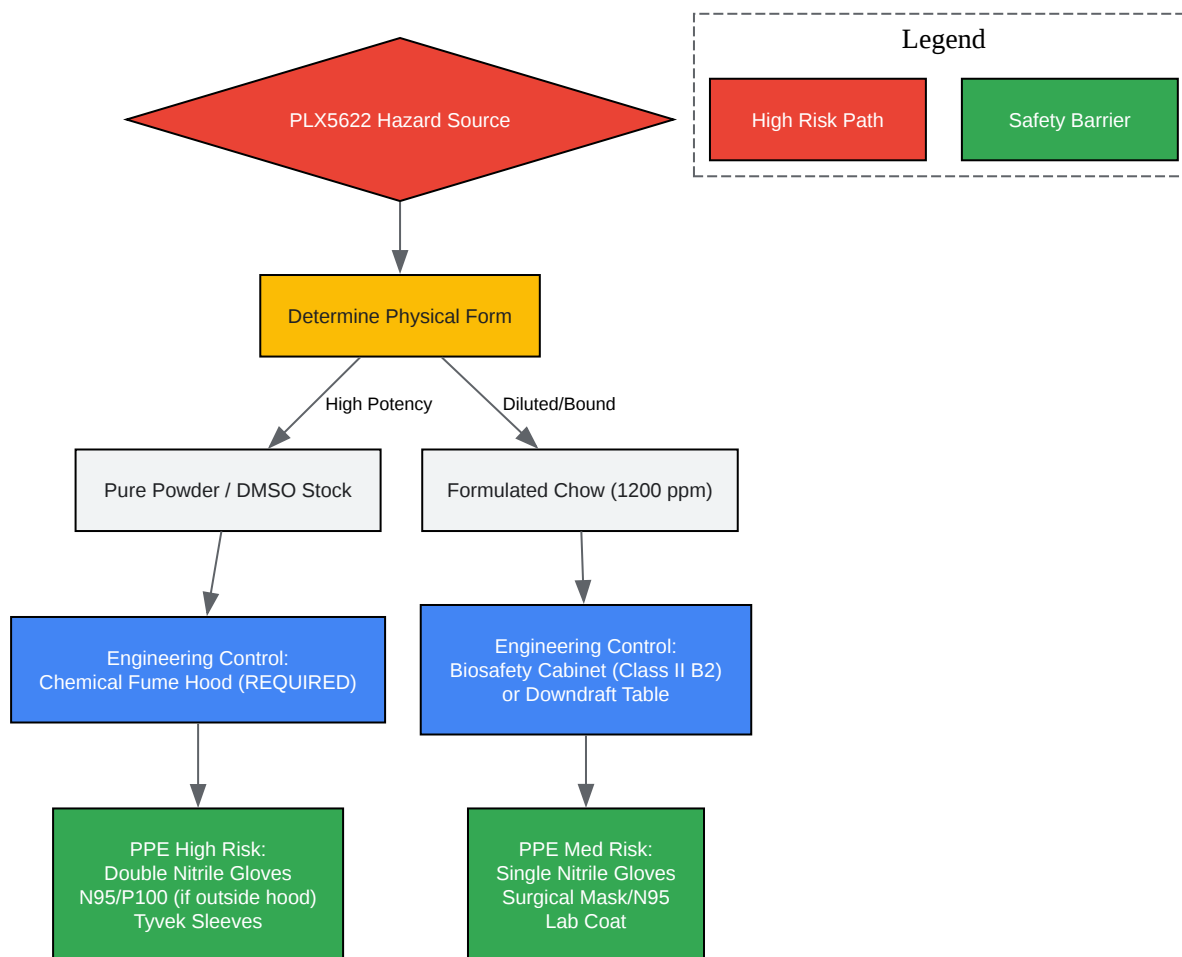 Legend
High Risk Path
Safety Barrier
PLX5622 Hazard Source
Determine Physical Form
High Potency
Diluted/Bound
Pure Powder / DMSO Stock
Formulated Chow (1200 ppm)
Engineering Control:
Chemical Fume Hood (REQUIRED)
Engineering Control:
Biosafety Cabinet (Class II B2)
or Downdraft Table
PPE High Risk:
Double Nitrile Gloves
N95/P100 (if outside hood)
Tyvek Sleeves
PPE Med Risk:
Single Nitrile Gloves
Surgical Mask/N95
Lab Coat